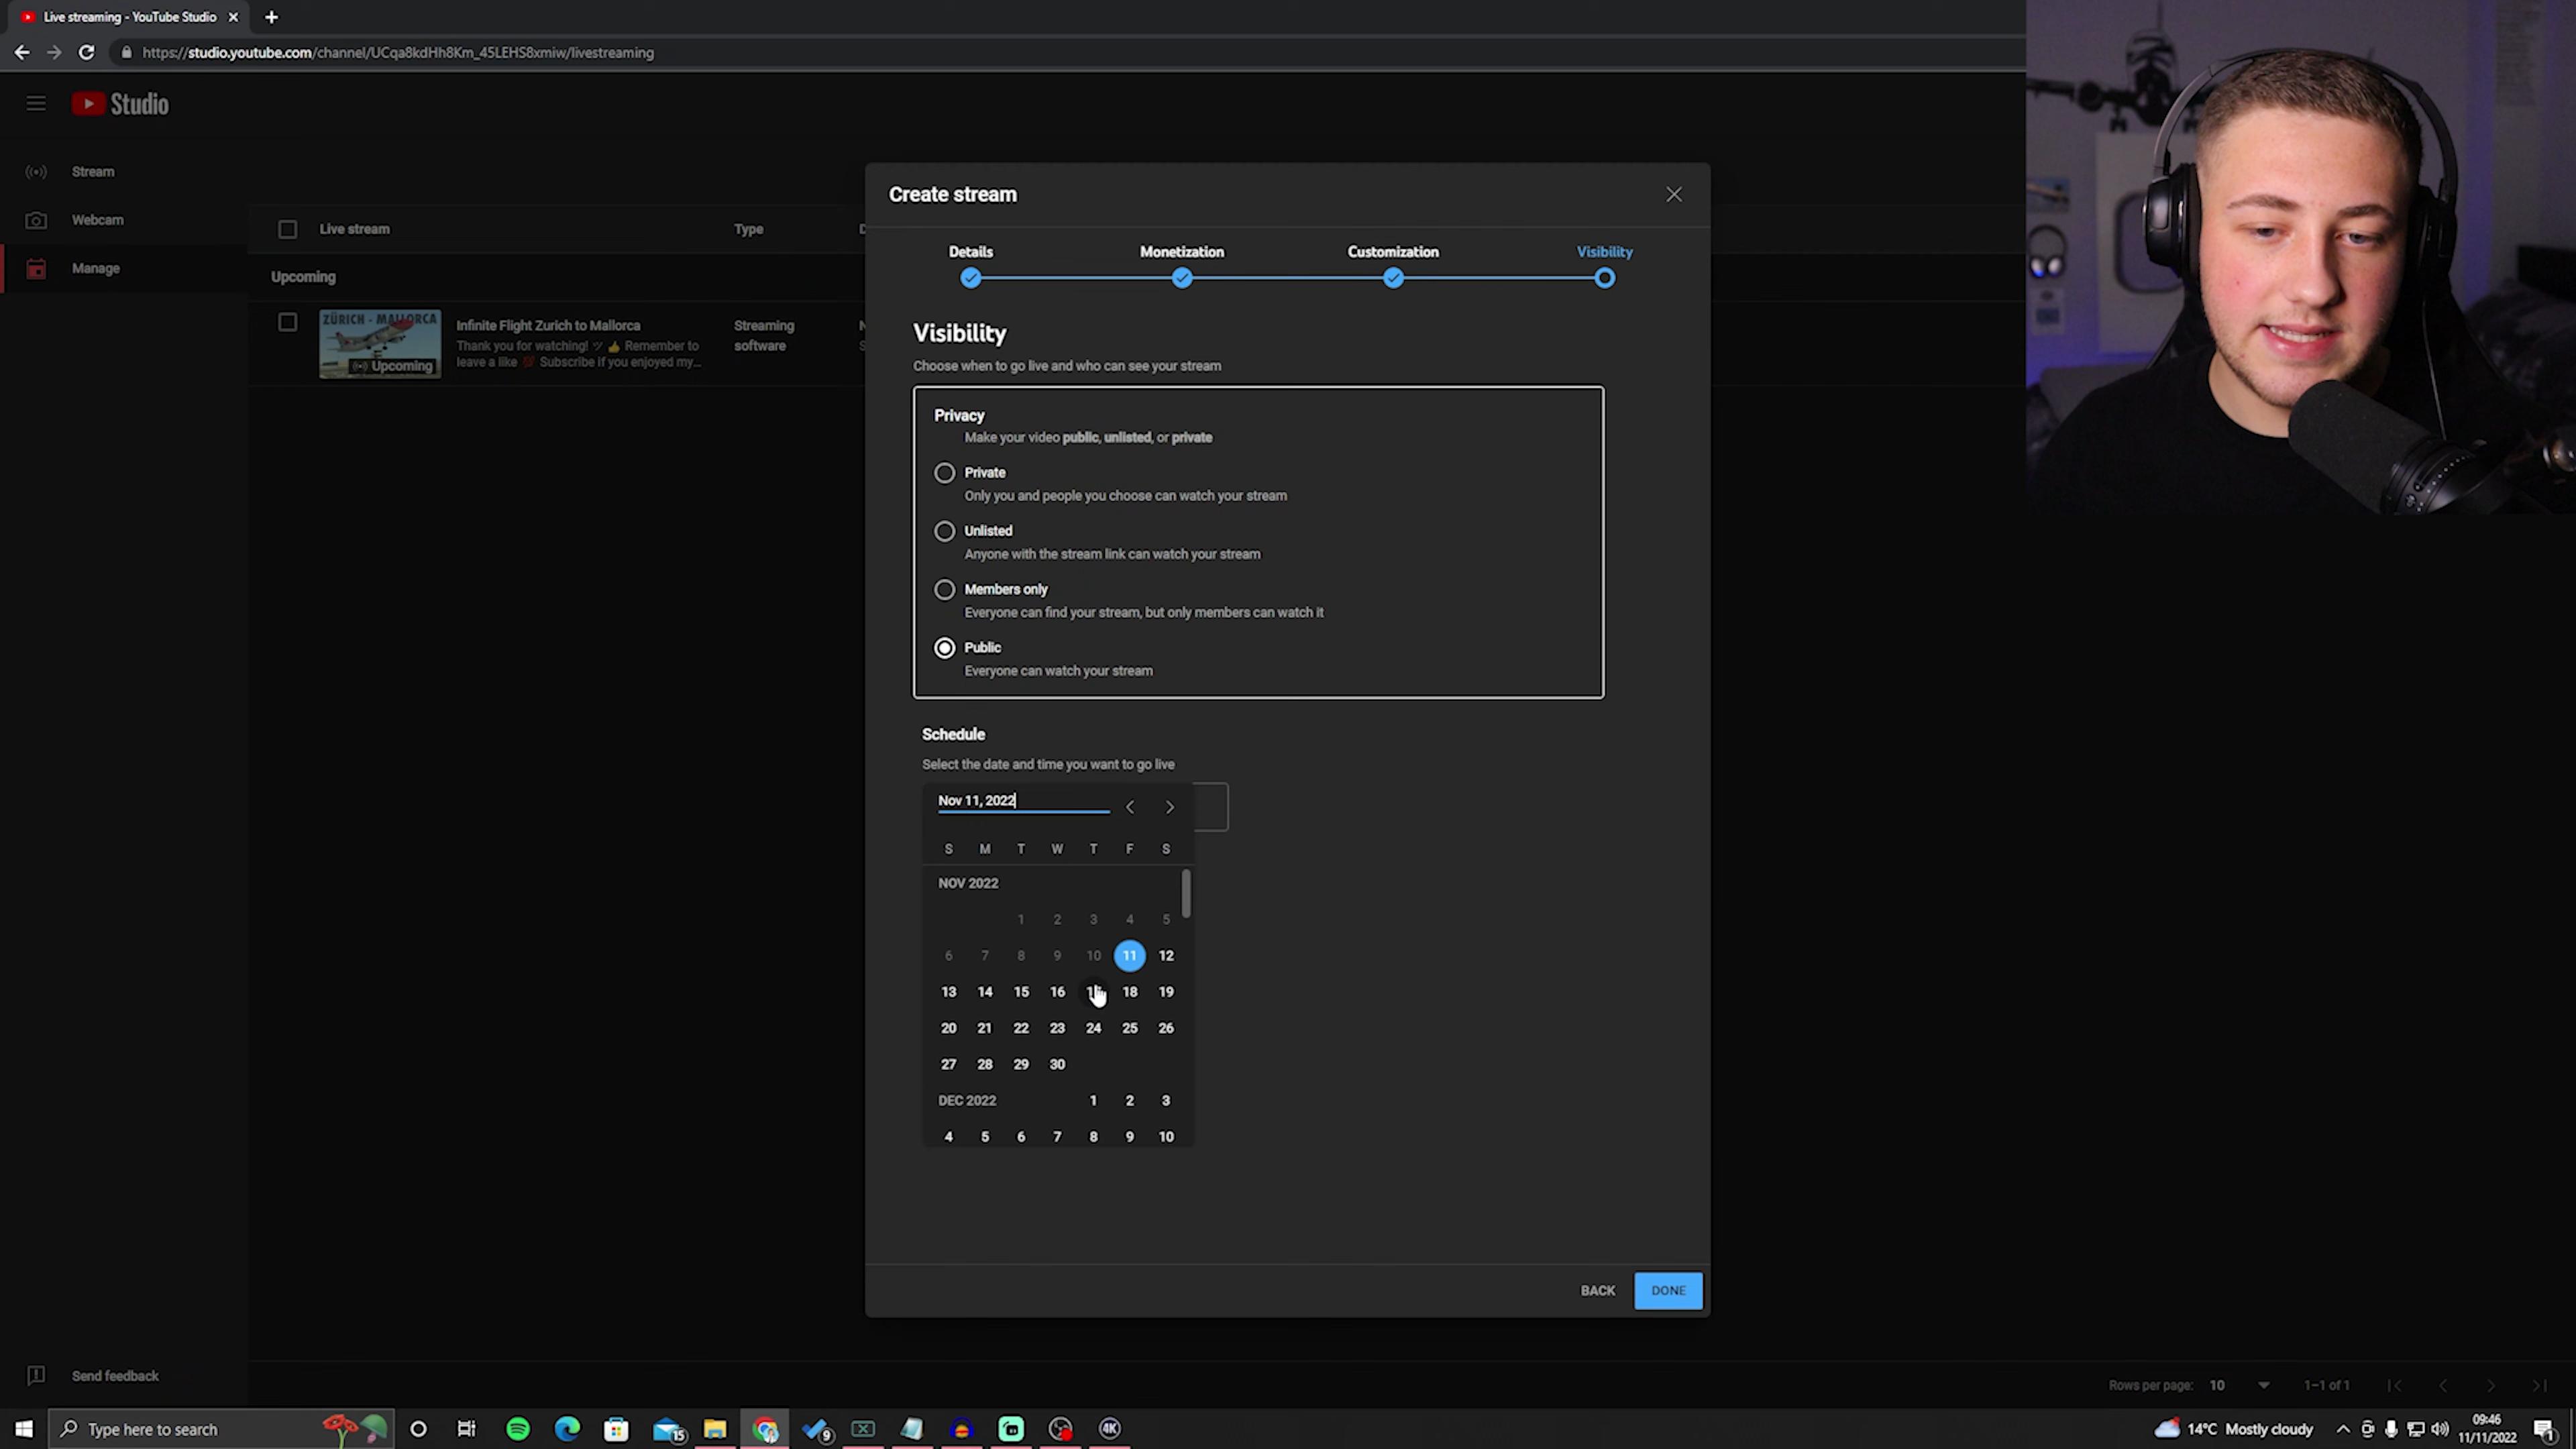 Live streaming - YouTube Studio
https://studio.youtube.com/channel/UCqa8kdHh8Km_45LEHS8xmiw/livestreaming
Studio
Stream
Webcam
Manage
Live stream
Type
Upcoming
ZÜRICH - MALLORCA
Upcoming
Infinite Flight Zurich to Mallorca
Thank you for watching! ツ 👍 Remember to
leave a like 💯 Subscribe if you enjoyed my...
Streaming
software
Create stream
Details
Monetization
Customization
Visibility
Visibility
Choose when to go live and who can see your stream
Privacy
Make your video public, unlisted, or private
Private
Only you and people you choose can watch your stream
Unlisted
Anyone with the stream link can watch your stream
Members only
Everyone can find your stream, but only members can watch it
Public
Everyone can watch your stream
Schedule
Select the date and time you want to go live
Nov 11, 2022
S M T W T F S
NOV 2022
1 2 3 4 5
6 7 8 9 10 11 12
13 14 15 16 18 19
20 21 22 23 24 25 26
27 28 29 30
DEC 2022 1 2 3
4 5 6 7 8 9 10
BACK
DONE
Send feedback
Rows per page: 10
1–1 of 1
Type here to search
15
9
4K
14°C Mostly cloudy
09:46
11/11/2022
1